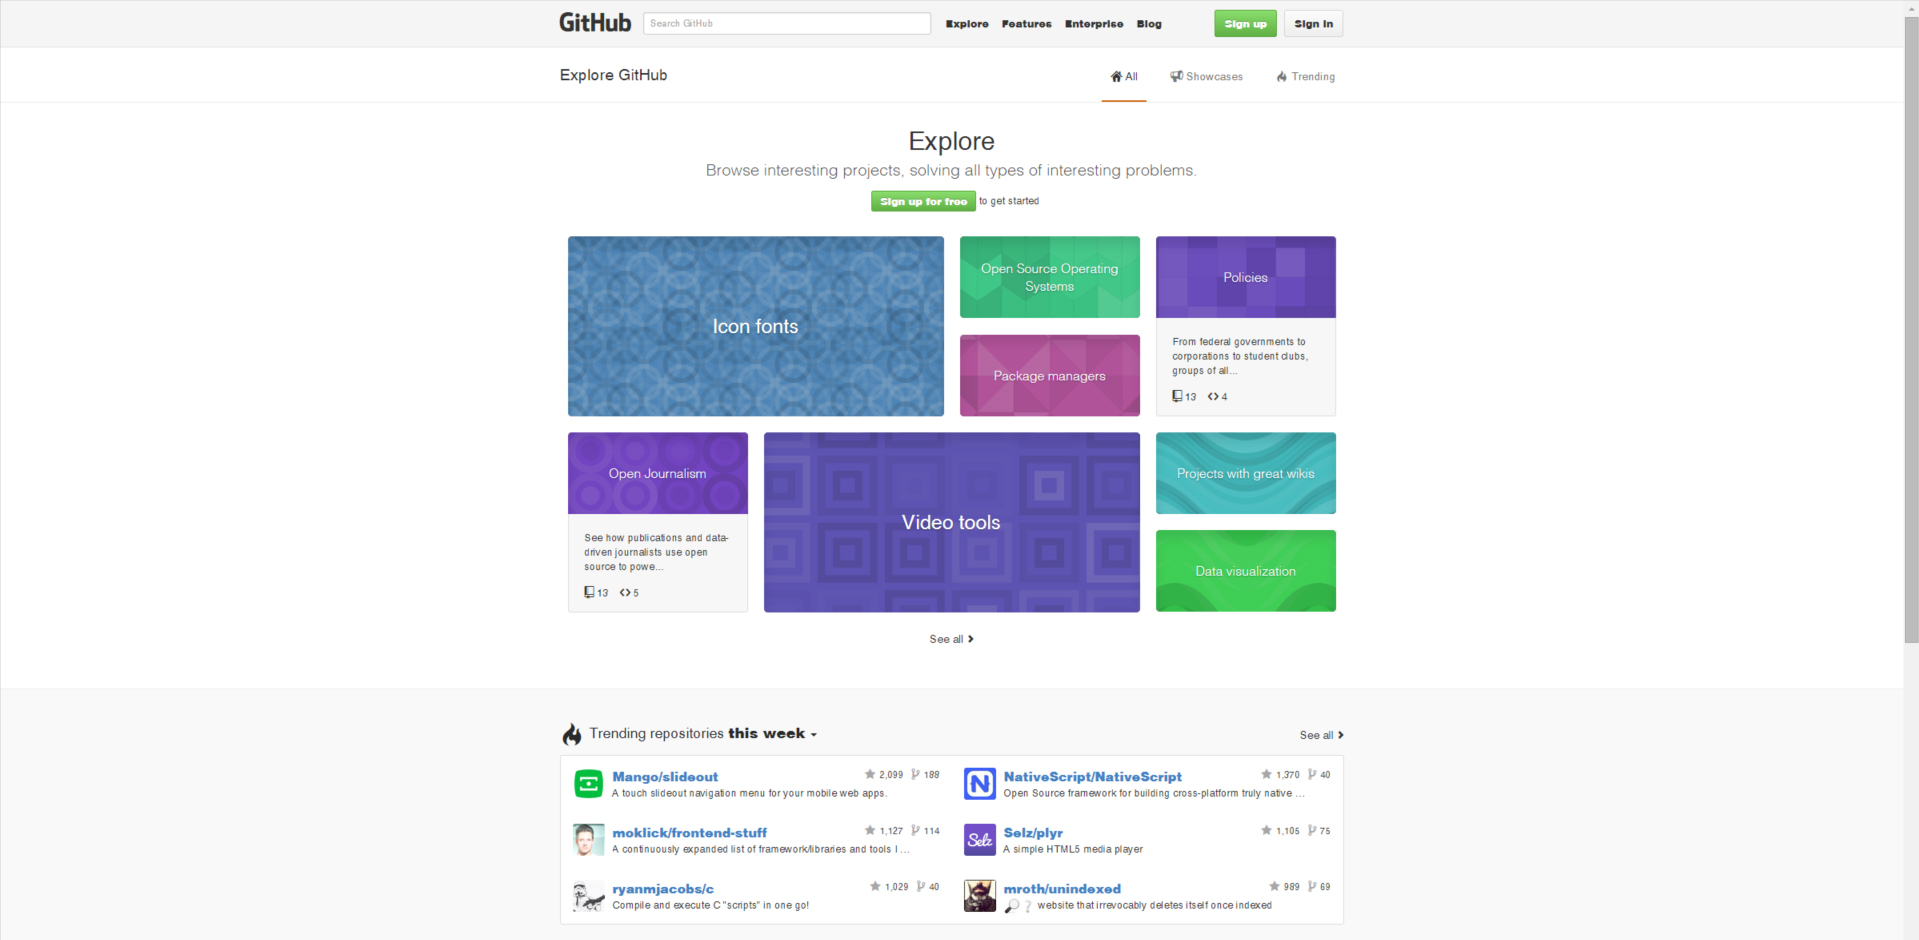 GitHub
Search GitHub
Explore Features Enterprise Blog
Sign up
Sign in
Explore GitHub
All
Showcases
Trending
Explore
Browse interesting projects, solving all types of interesting problems.
Sign up for free to get started
Icon fonts
Open Source Operating
Systems
Package managers
Policies
From federal governments to
corporations to student clubs,
groups of all...
13 4
Open Journalism
See how publications and data-
driven journalists use open
source to powe...
13 5
Video tools
Projects with great wikis
Data visualization
See all
Trending repositories this week
See all
Mango/slideout 2,099 188
A touch slideout navigation menu for your mobile web apps.
NativeScript/NativeScript 1,370 40
Open Source framework for building cross-platform truly native ...
moklick/frontend-stuff 1,127 114
A continuously expanded list of framework/libraries and tools I ...
Selz
Selz/plyr 1,105 75
A simple HTML5 media player
ryanmjacobs/c 1,029 40
Compile and execute C "scripts" in one go!
mroth/unindexed 989 69
website that irrevocably deletes itself once indexed